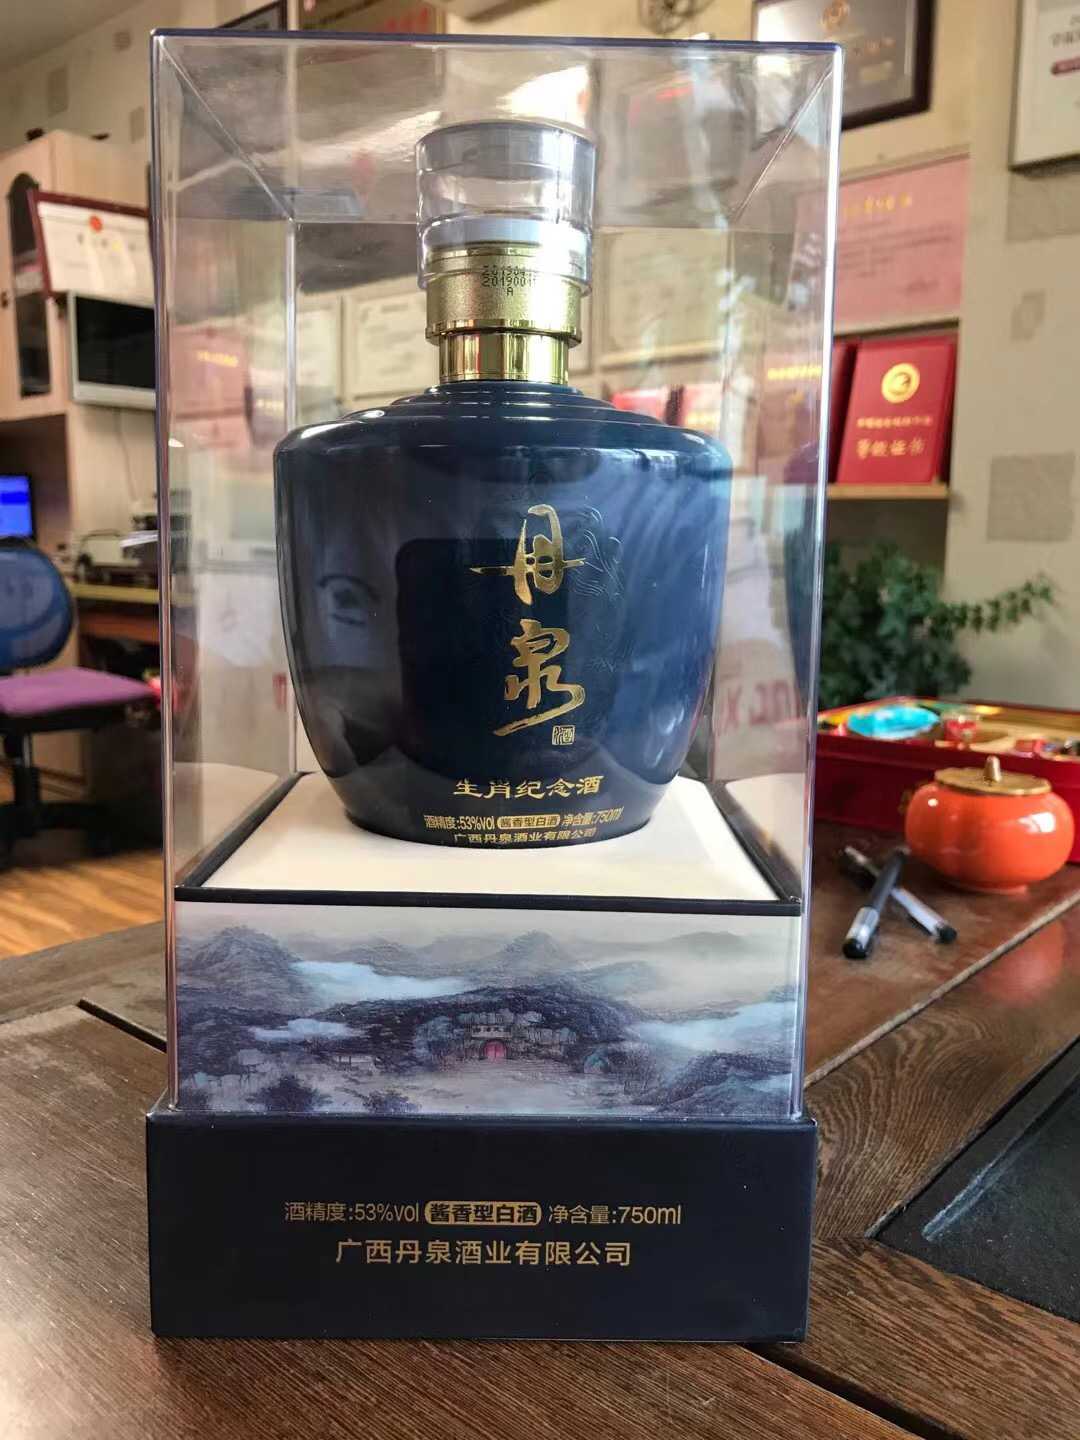 A
丹
泉
酒
生肖纪念酒
酒精度:53%vol 酱香型白酒 净含量:750ml
广西丹泉酒业有限公司
酒精度:53%vol 酱香型白酒 净含量:750ml
广西丹泉酒业有限公司